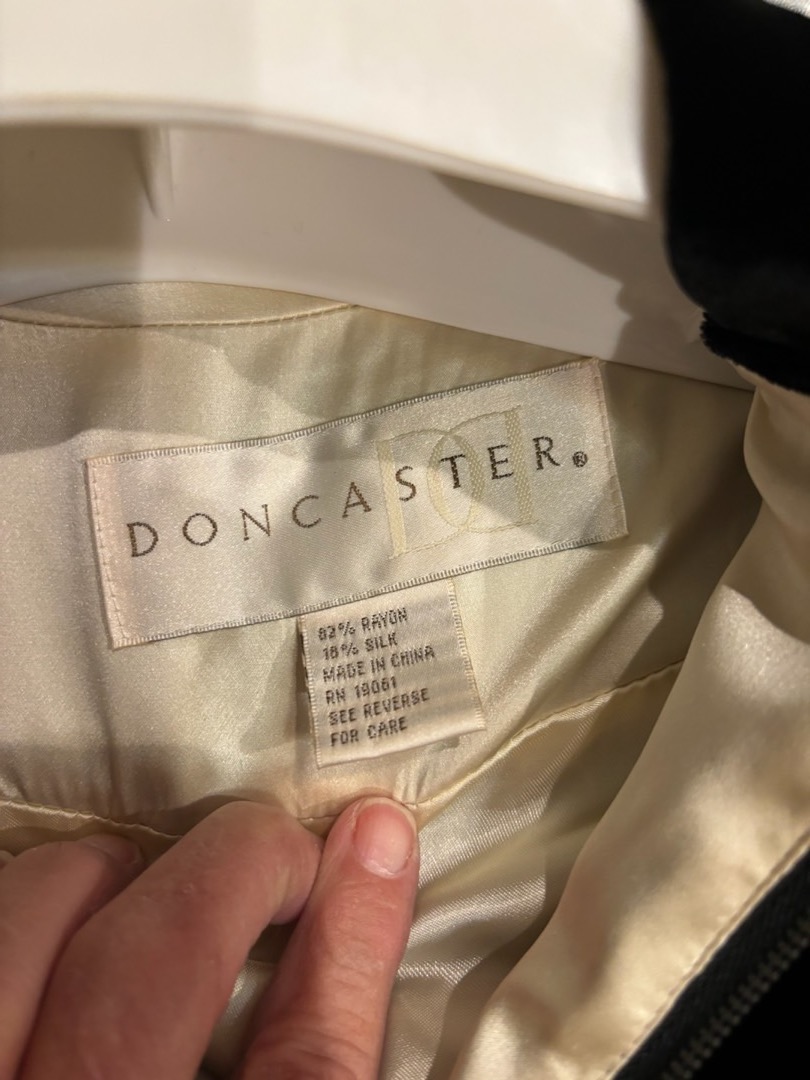 DONCASTER®
82% RAYON
18% SILK
MADE IN CHINA
RN 19061
SEE REVERSE
FOR CARE